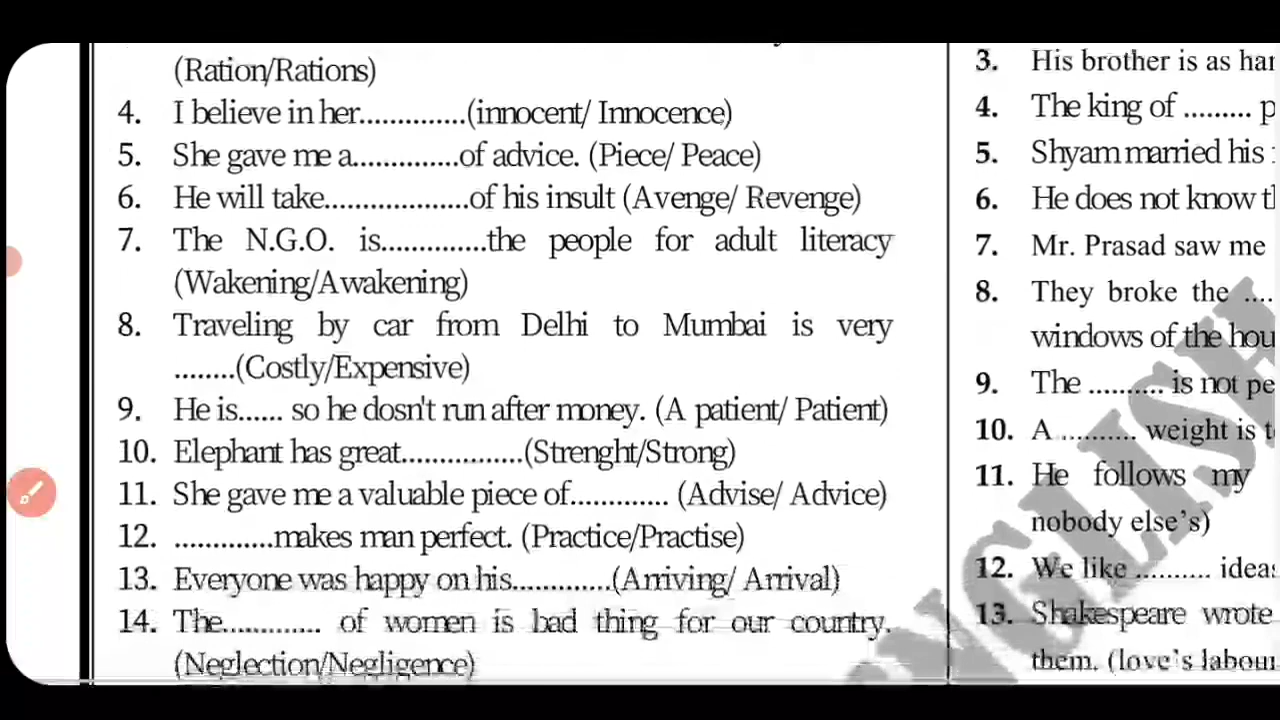 (Ration/Rations)
4. I believe in her..............(innocent/ Innocence)
5. She gave me a..............of advice. (Piece/ Peace)
6. He will take...................of his insult (Avenge/ Revenge)
7. The N.G.O. is..............the people for adult literacy
(Wakening/Awakening)
8. Traveling by car from Delhi to Mumbai is very
........(Costly/Expensive)
9. He is...... so he dosn't run after money. (A patient/ Patient)
10. Elephant has great................(Strenght/Strong)
11. She gave me a valuable piece of............. (Advise/ Advice)
12. .............makes man perfect. (Practice/Practise)
13. Everyone was happy on his.............(Arriving/ Arrival)
14. The............. of women is bad thing for our country.
(Neglection/Negligence)
3. His brother is as
4. The king of .........
5. Shyam married his
6. He does not know
7. Mr. Prasad saw me
8. They broke the ....
windows of the
9. The .......... is not
10. A .......... weight is
11. He follows my
nobody else's)
12. We like ..........
13. Shakespeare wrote
them. (love's